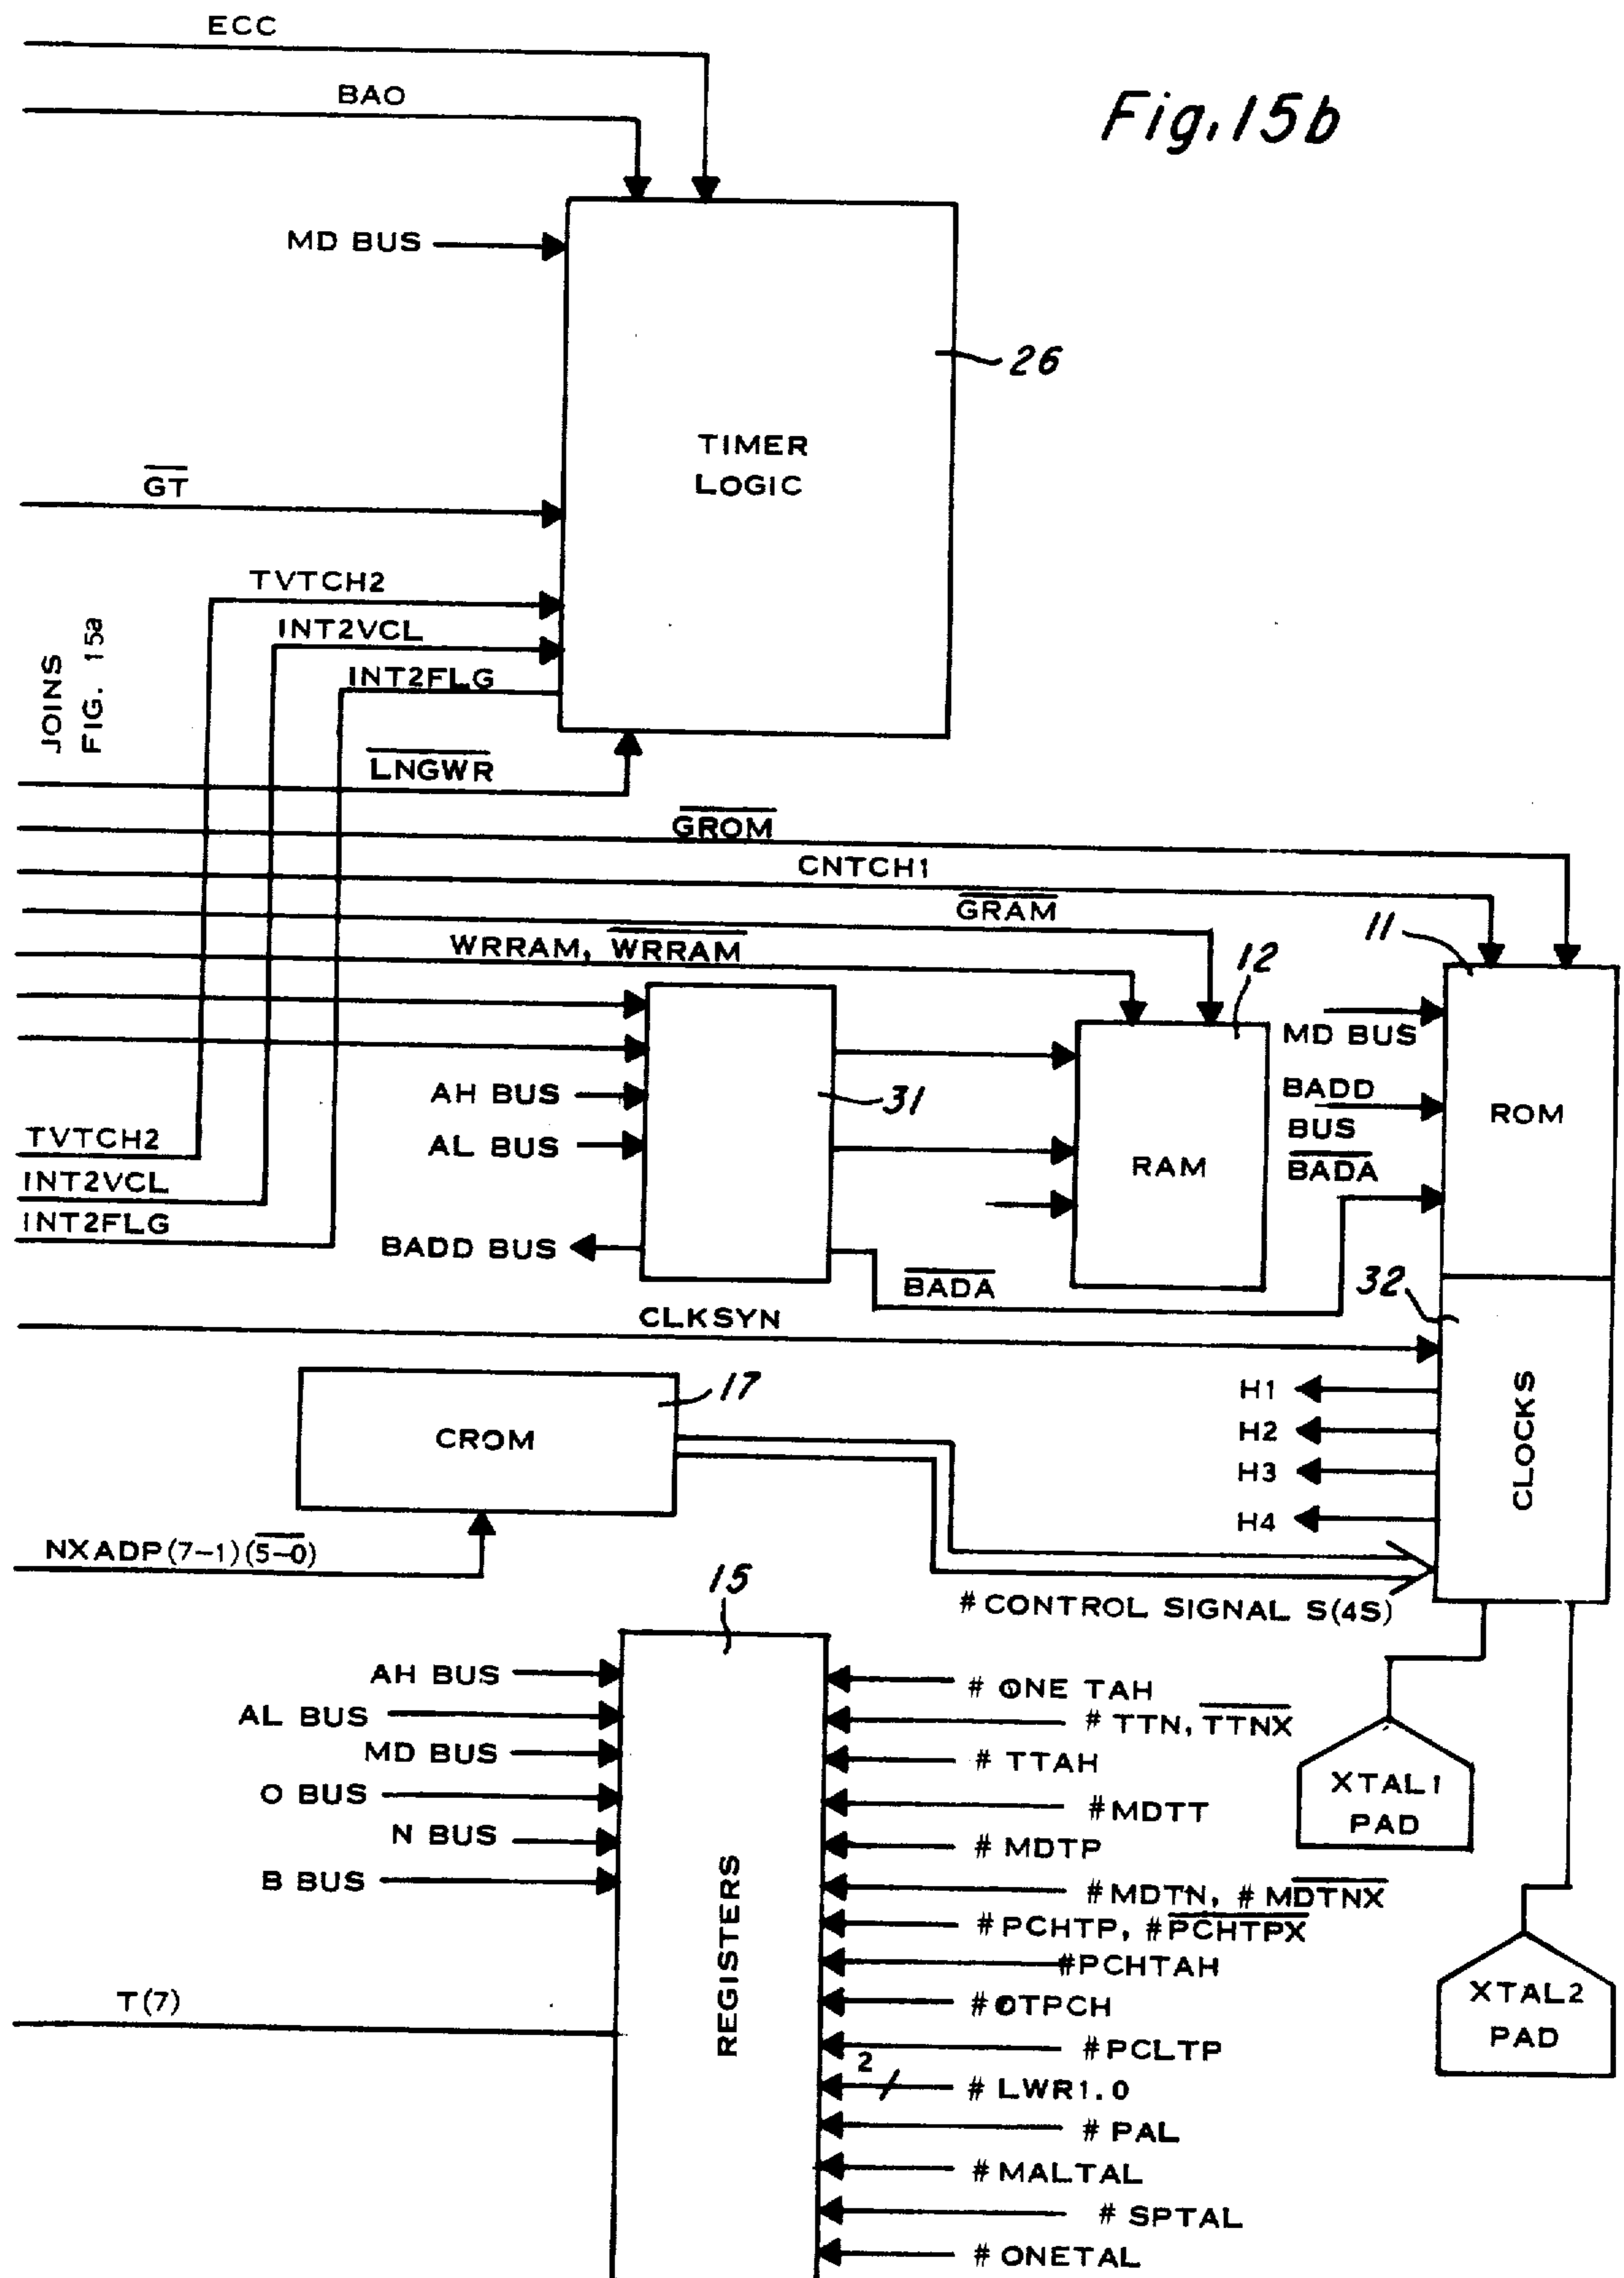 ECC
BAO
Fig. 15b
MD BUS
26
TIMER
LOGIC
GT
TVTCH2
INT2VCL
INT2FLG
JOINS
FIG. 15a
LNGWR
GROM
CNTCH1
GRAM
11
WRRAM, WRRAM
12
MD BUS
AH BUS
31
BADD
BUS
ROM
TVTCH2
AL BUS
RAM
BADA
INT2VCL
INT2FLG
BADD BUS
BADA
32
CLKSYN
17
H1
CROM
H2
H3
CLOCKS
H4
NXADP(7-1)(5-0)
15
# CONTROL SIGNAL S(4S)
AH BUS
# ONE TAH
AL BUS
# TTN, TTNX
MD BUS
# TTAH
XTAL1
PAD
O BUS
#MDTT
N BUS
# MDTP
B BUS
#MDTN, # MDTNX
REGISTERS
#PCHTP, #PCHTPX
#PCHTAH
T(7)
#OTPCH
XTAL2
PAD
#PCLTP
2
# LWR1.0
# PAL
#MALTAL
# SPTAL
# ONETAL